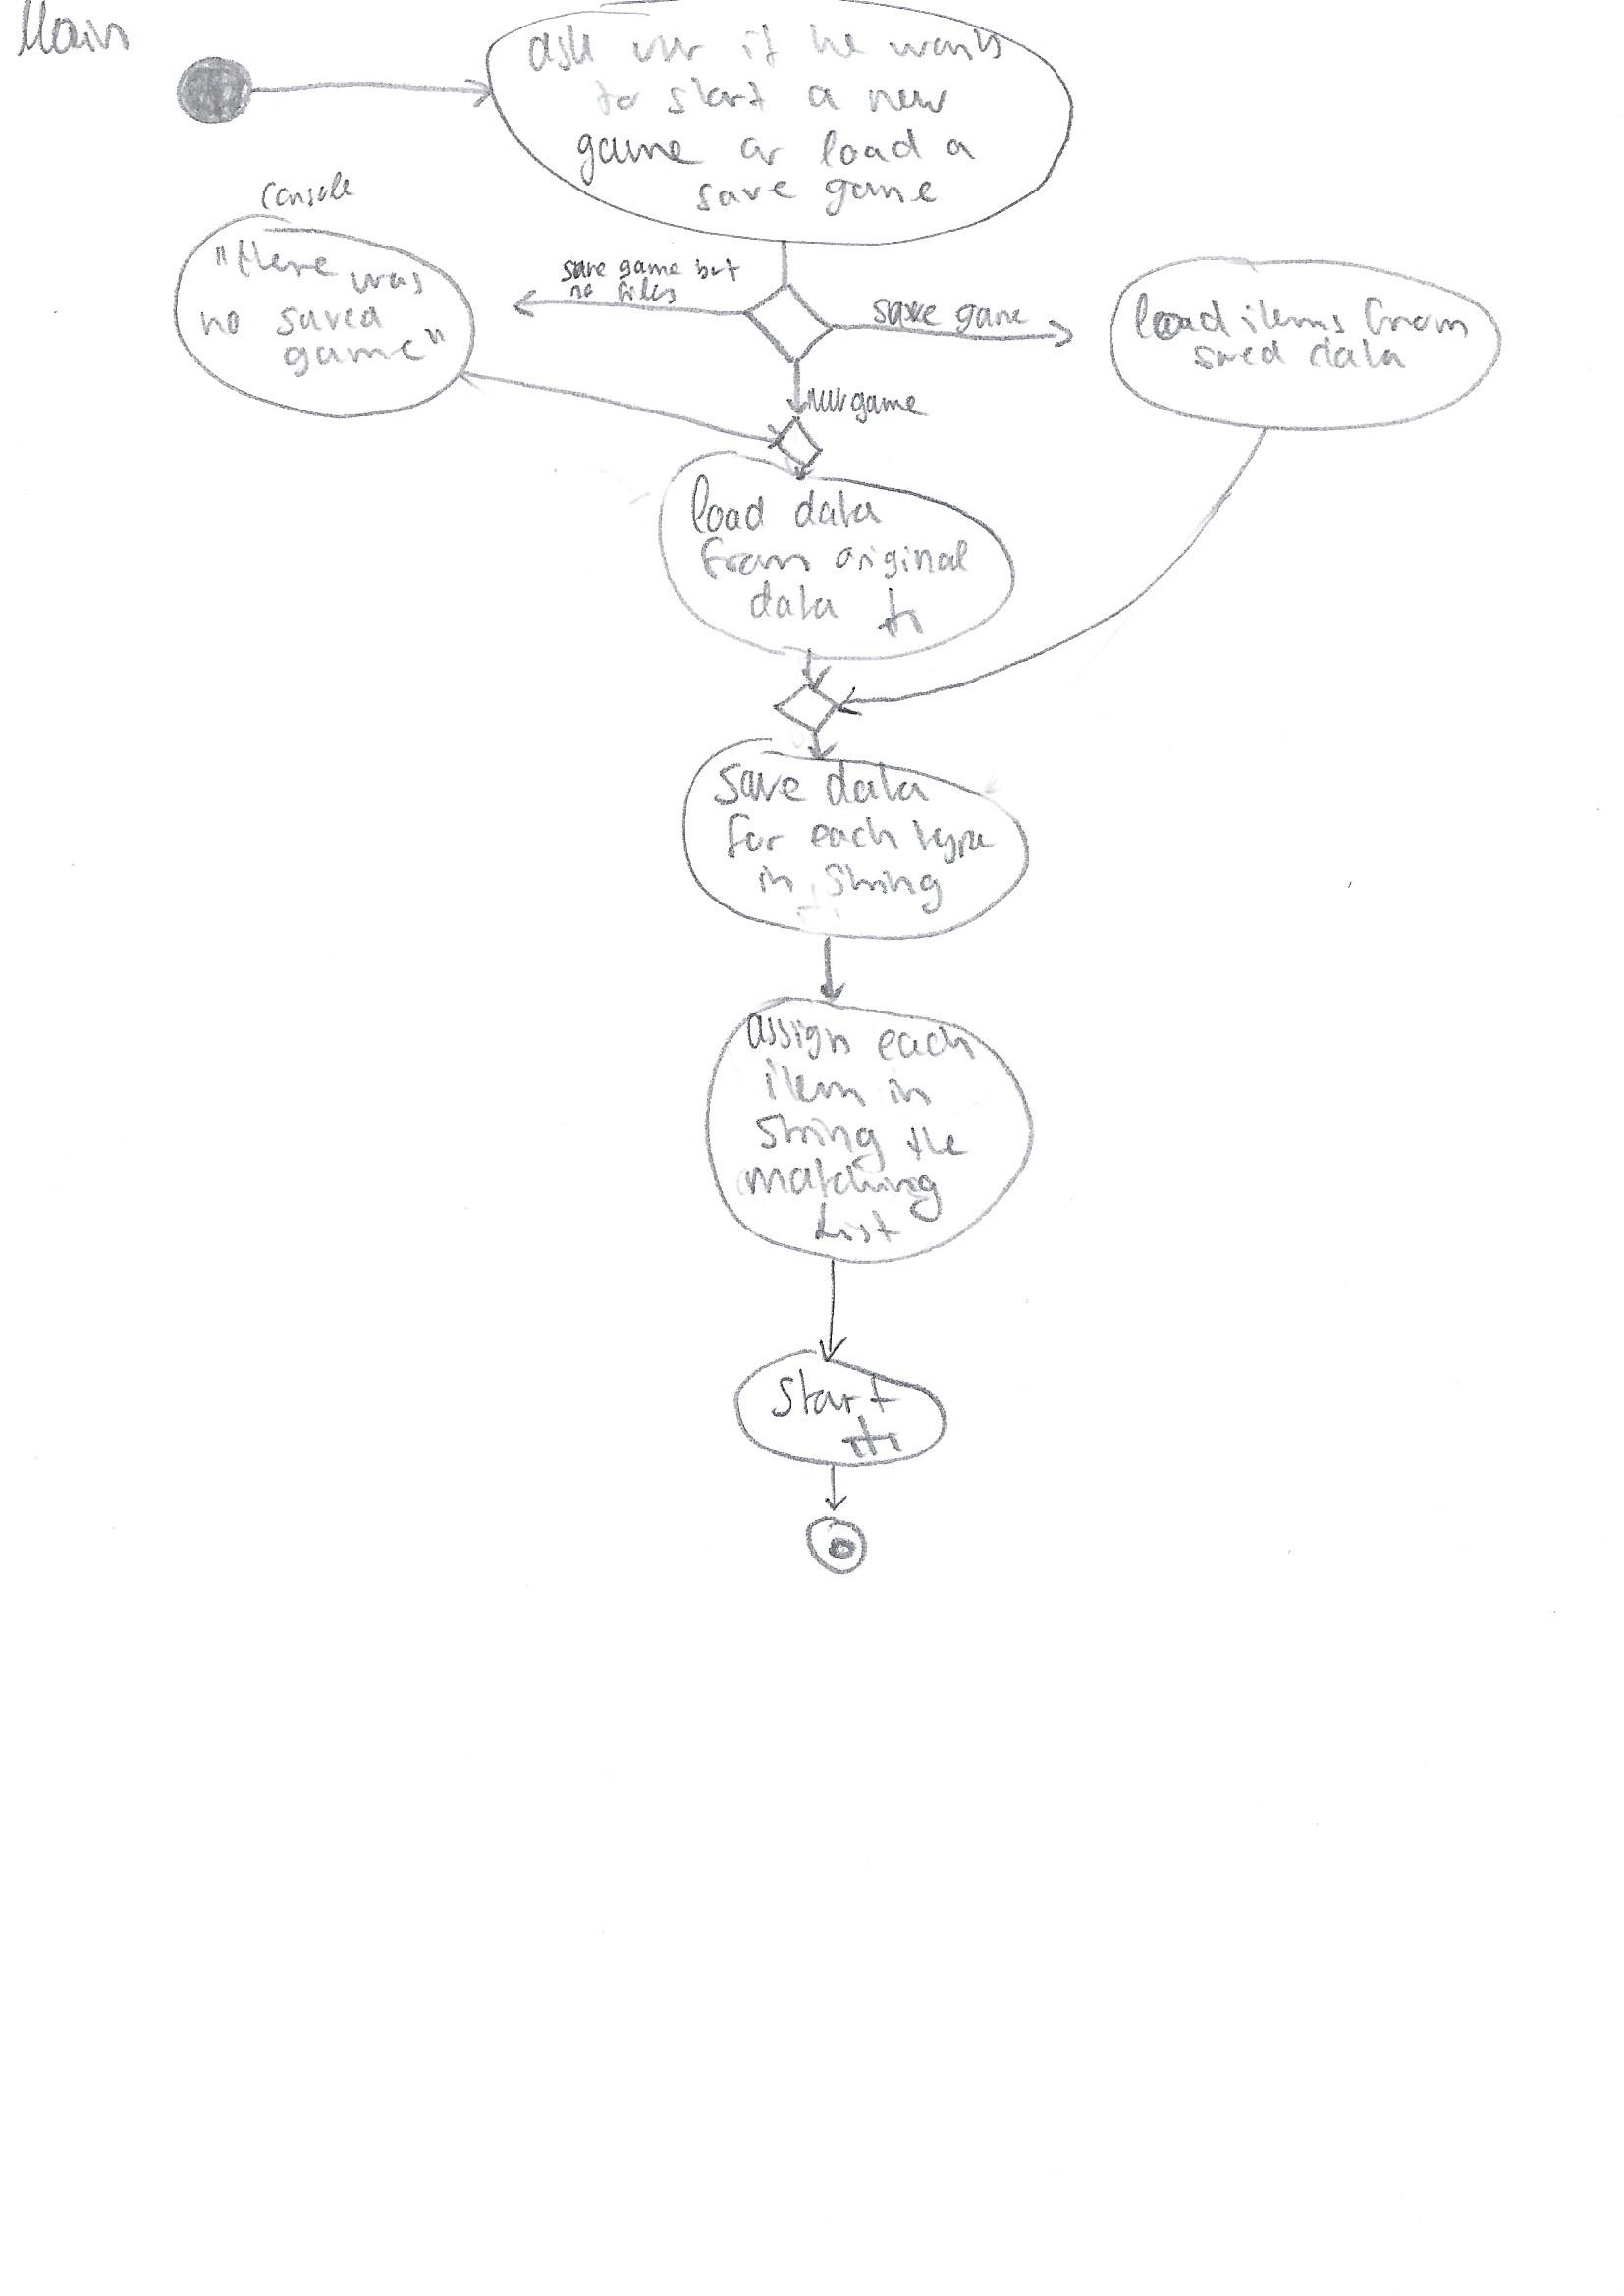 Main
ask user if he wants
to start a new
game or load a
save game
console
"there was
no saved
game"
save game but
no files
save game
new game
load items from
saved data
load data
from original
data
save data
for each type
in String
assign each
item in
String the
matching
List
Start